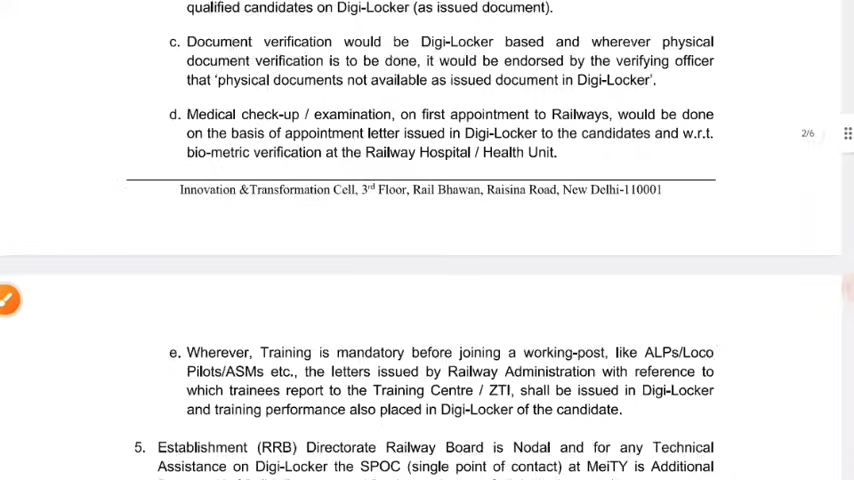 qualified candidates on Digi-Locker (as issued document).
c. Document verification would be Digi-Locker based and wherever physical
document verification is to be done, it would be endorsed by the verifying officer
that 'physical documents not available as issued document in Digi-Locker'.
d. Medical check-up / examination, on first appointment to Railways, would be done
on the basis of appointment letter issued in Digi-Locker to the candidates and w.r.t.
bio-metric verification at the Railway Hospital / Health Unit.
2/6
Innovation &Transformation Cell, 3rd Floor, Rail Bhawan, Raisina Road, New Delhi-110001
e. Wherever, Training is mandatory before joining a working-post, like ALPs/Loco
Pilots/ASMs etc., the letters issued by Railway Administration with reference to
which trainees report to the Training Centre / ZTI, shall be issued in Digi-Locker
and training performance also placed in Digi-Locker of the candidate.
5. Establishment (RRB) Directorate Railway Board is Nodal and for any Technical
Assistance on Digi-Locker the SPOC (single point of contact) at MeiTY is Additional